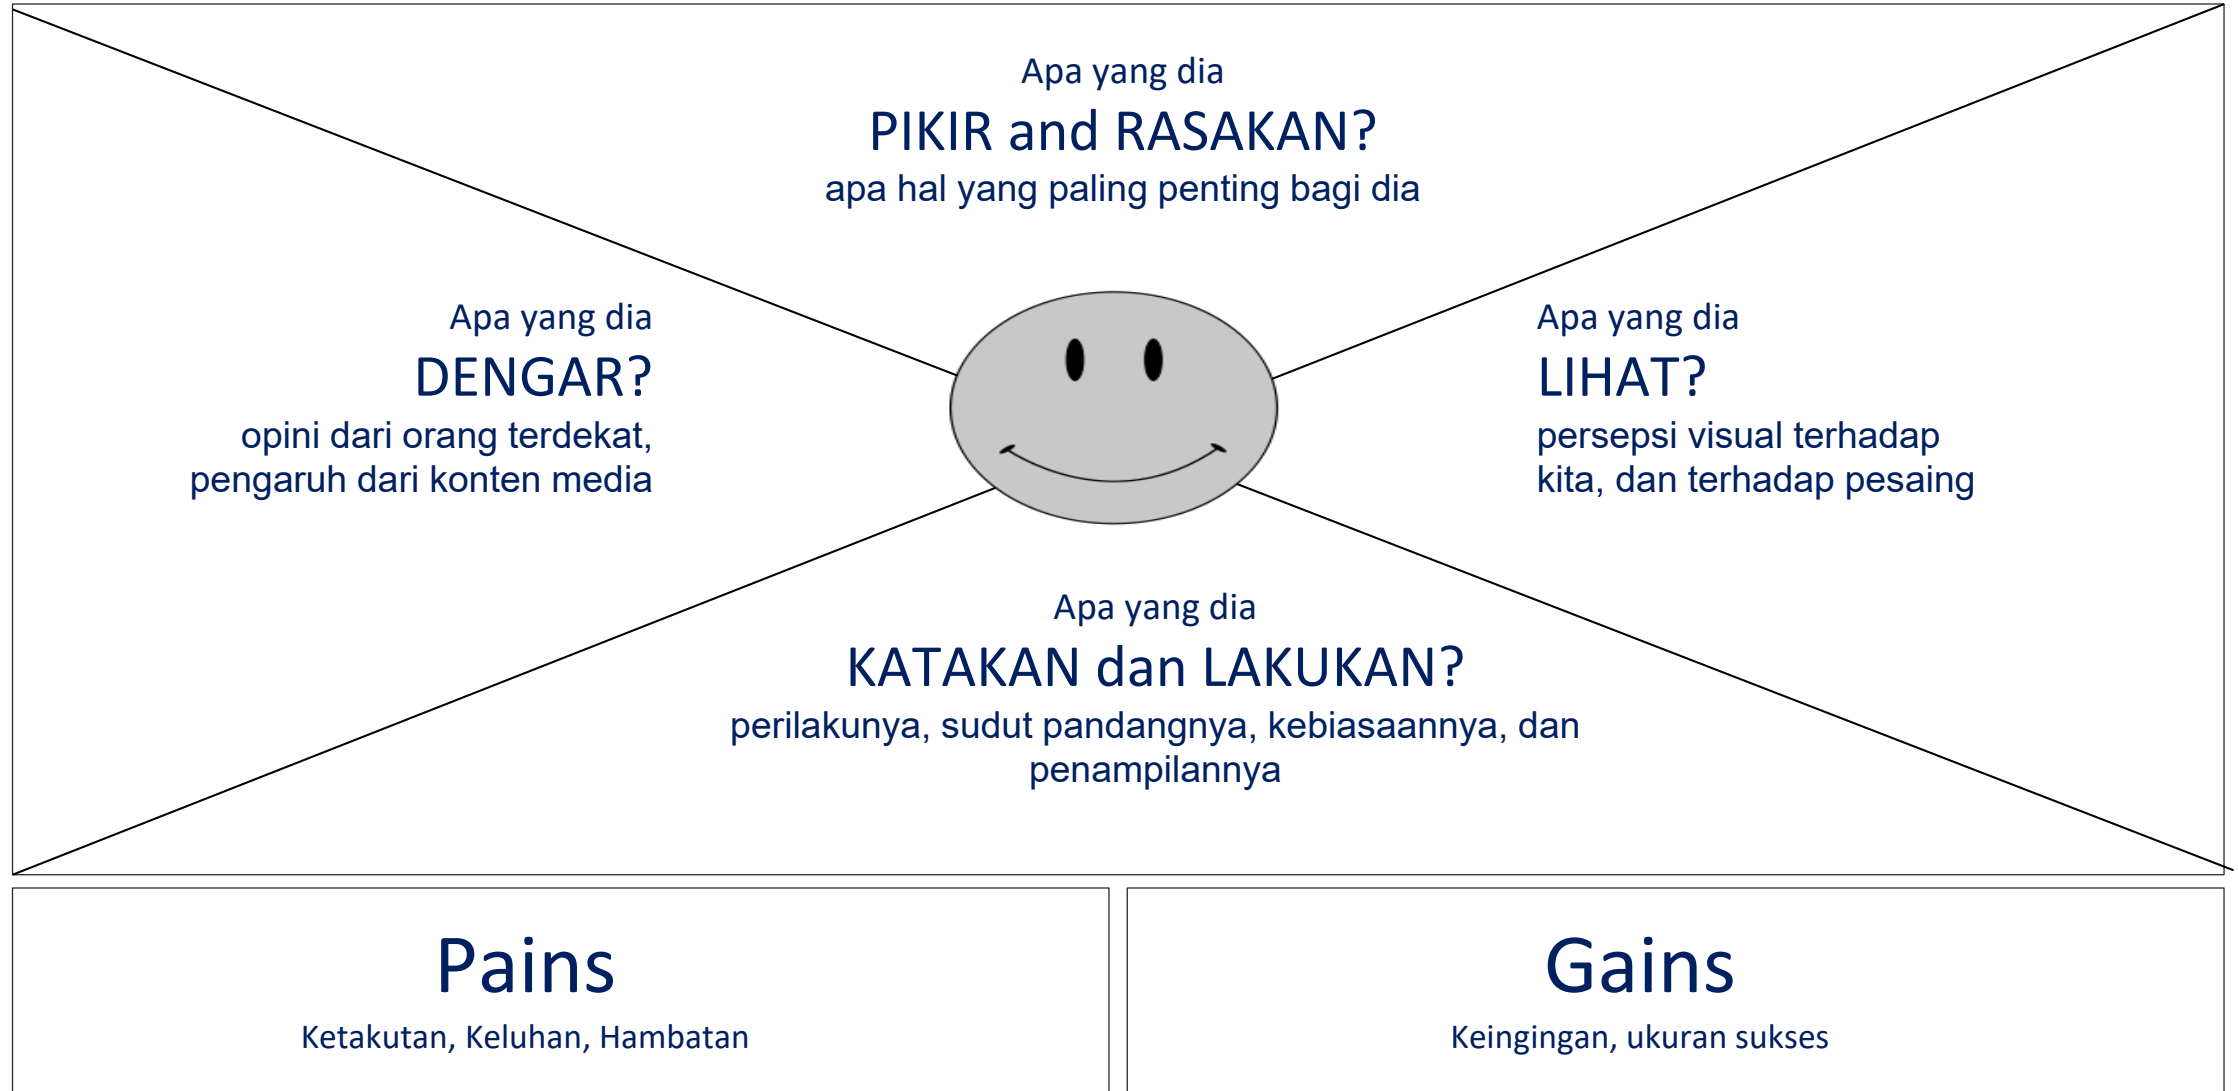 Apa yang dia
PIKIR and RASAKAN?
apa hal yang paling penting bagi dia
Apa yang dia
DENGAR?
opini dari orang terdekat,
pengaruh dari konten media
Apa yang dia
LIHAT?
persepsi visual terhadap
kita, dan terhadap pesaing
Apa yang dia
KATAKAN dan LAKUKAN?
perilakunya, sudut pandangnya, kebiasaannya, dan
penampilannya
Pains
Ketakutan, Keluhan, Hambatan
Gains
Keingingan, ukuran sukses